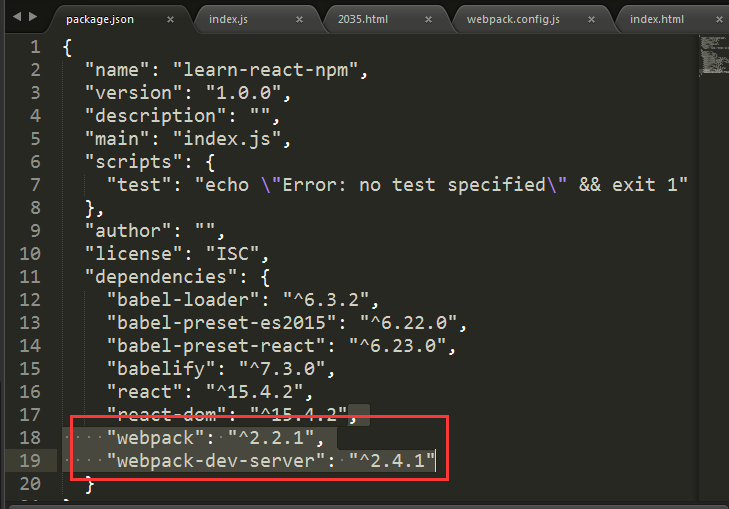 package.json × index.js × 2035.html × webpack.config.js × index.html ×
1 {
2 "name": "learn-react-npm",
3 "version": "1.0.0",
4 "description": "",
5 "main": "index.js",
6 "scripts": {
7 "test": "echo \"Error: no test specified\" && exit 1"
8 },
9 "author": "",
10 "license": "ISC",
11 "dependencies": {
12 "babel-loader": "^6.3.2",
13 "babel-preset-es2015": "^6.22.0",
14 "babel-preset-react": "^6.23.0",
15 "babelify": "^7.3.0",
16 "react": "^15.4.2",
17 "react-dom": "^15.4.2",
18 "webpack": "^2.2.1",
19 "webpack-dev-server": "^2.4.1"
20 }